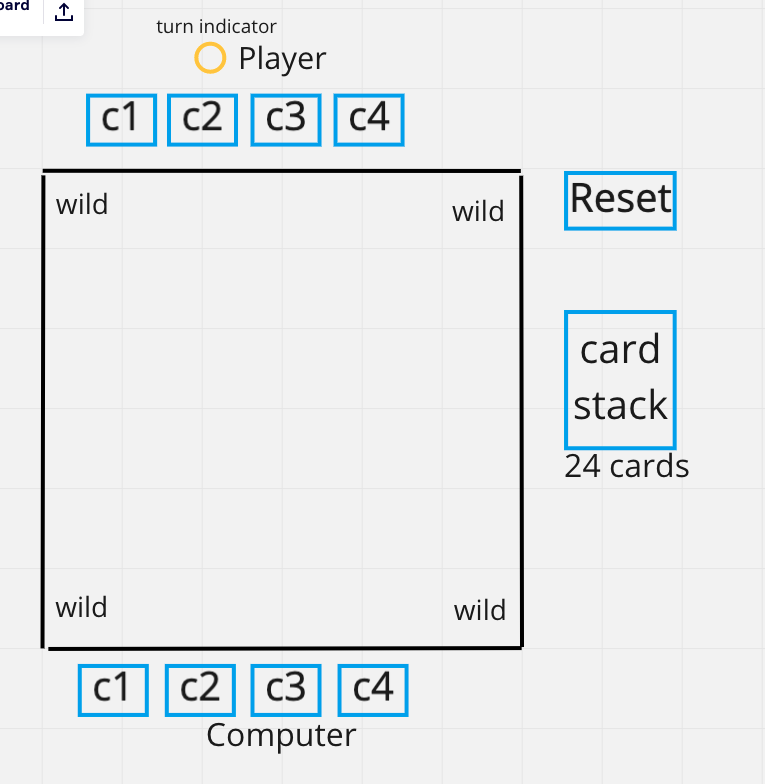 turn indicator
Player
c1 c2 c3 c4
wild wild
Reset
card
stack
24 cards
wild wild
c1 c2 c3 c4
Computer